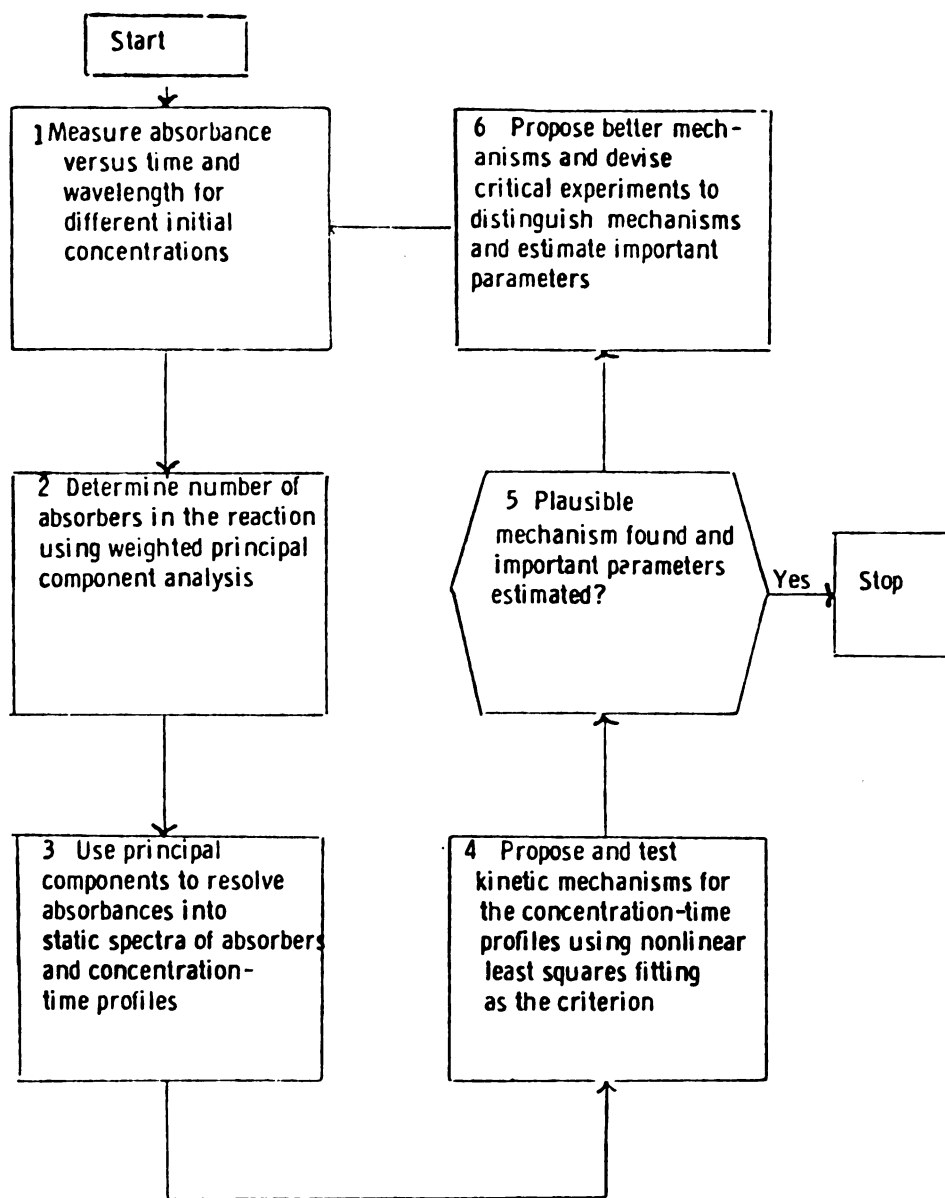 Start
1 Measure absorbance
versus time and
wavelength for
different initial
concentrations
2 Determine number of
absorbers in the reaction
using weighted principal
component analysis
3 Use principal
components to resolve
absorbances into
static spectra of absorbers
and concentration-
time profiles
4 Propose and test
kinetic mechanisms for
the concentration-time
profiles using nonlinear
least squares fitting
as the criterion
5 Plausible
mechanism found and
important parameters
estimated?
Yes
Stop
6 Propose better mech-
anisms and devise
critical experiments to
distinguish mechanisms
and estimate important
parameters